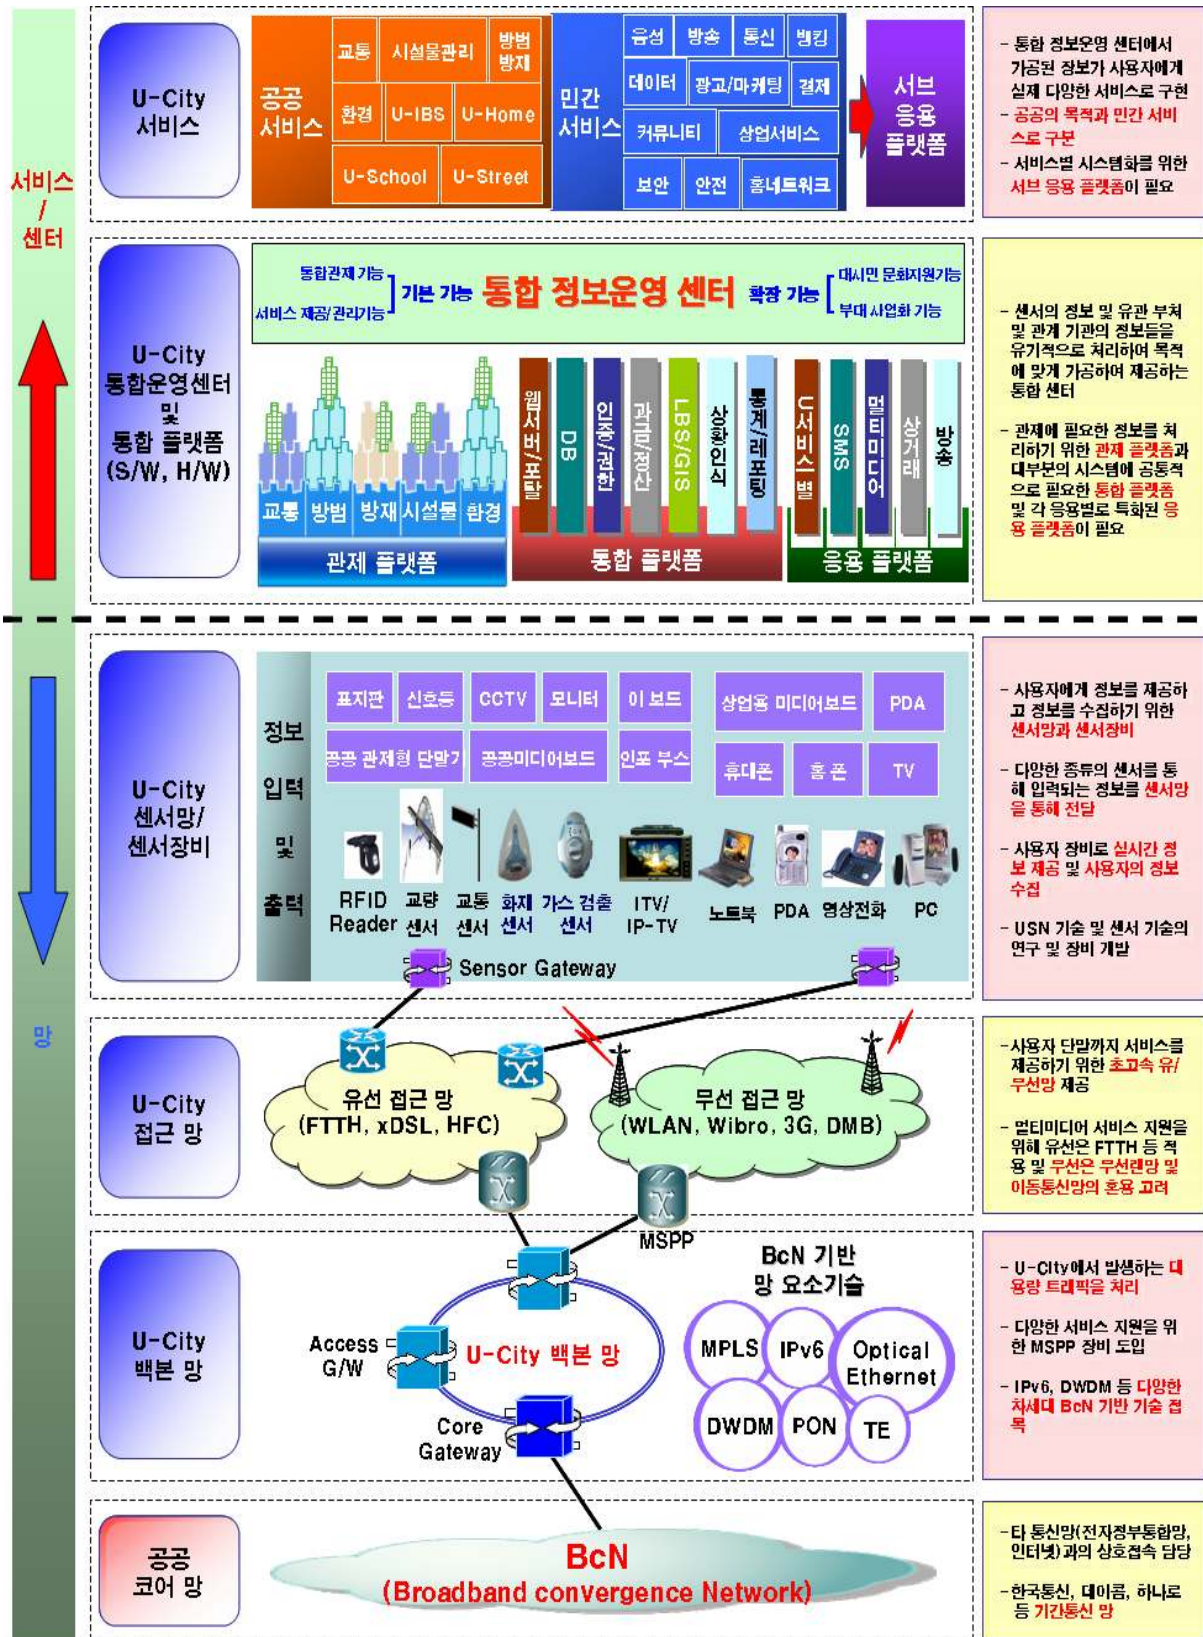 서비스
/
센터
망
U-City
서비스
공공
서비스
교통
시설물관리
방범
방재
환경
U-IBS
U-Home
U-School
U-Street
민간
서비스
음성
방송
통신
뱅킹
데이터
광고/마케팅
결제
커뮤니티
상업서비스
보안
안전
홈네트워크
서브
응용
플랫폼
- 통합 정보운영 센터에서
가공된 정보가 사용자에게
실제 다양한 서비스로 구현
- 공공의 목적과 민간 서비
스로 구분
- 서비스별 시스템화를 위한
서브 응용 플랫폼이 필요
U-City
통합운영센터
및
통합 플랫폼
(S/W, H/W)
통합관제 기능
서비스 제공/관리기능
기본 기능
통합 정보운영 센터
확장 기능
대시민 문화지원기능
부대 사업화 기능
교통
방범
방재
시설물
환경
관제 플랫폼
웹서버/포탈
DB
인증/권한
과금/정산
LBS/GIS
상황인식
통계/레포팅
통합 플랫폼
U서비스별
SMS
멀티미디어
상거래
방송
응용 플랫폼
- 센서의 정보 및 유관 부처
및 관계 기관의 정보들을
유기적으로 처리하여 목적
에 맞게 가공하여 제공하는
통합 센터
- 관제에 필요한 정보를 처
리하기 위한 관제 플랫폼과
대부분의 시스템에 공통적
으로 필요한 통합 플랫폼
및 각 응용별로 특화된 응
용 플랫폼이 필요
U-City
센서망/
센서장비
정보
입력
및
출력
표지판
신호등
CCTV
모니터
이 보드
상업용 미디어보드
PDA
공공 관제형 단말기
공공미디어보드
인포 부스
휴대폰
홈 폰
TV
RFID
Reader
교량
센서
교통
센서
화재
센서
가스 검출
센서
ITV/
IP-TV
노트북
PDA
영상전화
PC
Sensor Gateway
- 사용자에게 정보를 제공하
고 정보를 수집하기 위한
센서망과 센서장비
- 다양한 종류의 센서를 통
해 입력되는 정보를 센서망
을 통해 전달
- 사용자 장비로 실시간 정
보 제공 및 사용자의 정보
수집
- USN 기술 및 센서 기술의
연구 및 장비 개발
U-City
접근 망
유선 접근 망
(FTTH, xDSL, HFC)
무선 접근 망
(WLAN, Wibro, 3G, DMB)
MSPP
- 사용자 단말까지 서비스를
제공하기 위한 초고속 유/
무선망 제공
- 멀티미디어 서비스 지원을
위해 유선은 FTTH 등 적
용 및 무선은 무선랜망 및
이동통신망의 혼용 고려
U-City
백본 망
Access
G/W
U-City 백본 망
Core
Gateway
BcN 기반
망 요소기술
MPLS
IPv6
Optical
Ethernet
DWDM
PON
TE
- U-City에서 발생하는 대
용량 트래픽을 처리
- 다양한 서비스 지원을 위
한 MSPP 장비 도입
- IPv6, DWDM 등 다양한
차세대 BcN 기반 기술 접
목
공공
코어 망
BcN
(Broadband convergence Network)
- 타 통신망(전자정부통합망,
인터넷)과의 상호접속 담당
- 한국통신, 데이콤, 하나로
등 기간통신 망